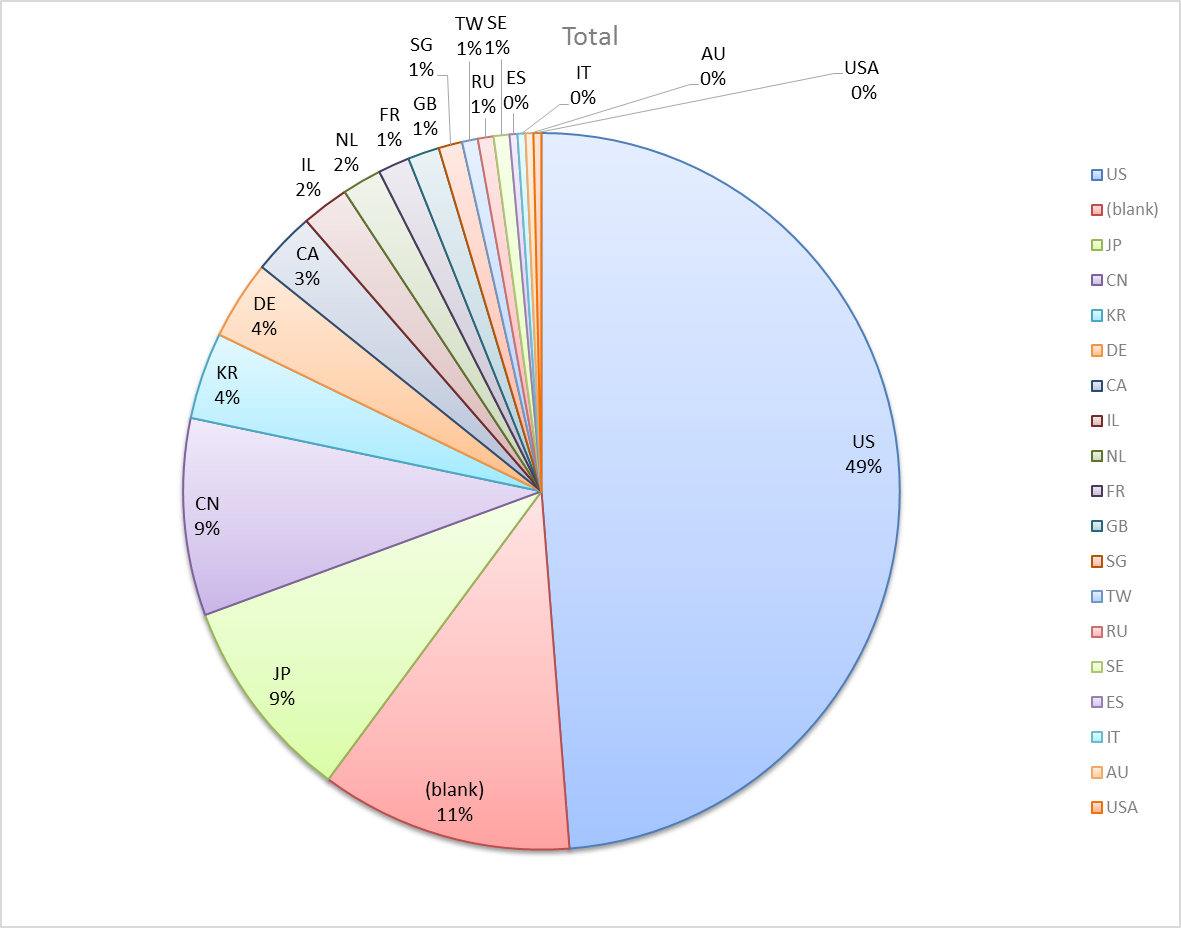 Total
US
49%
(blank)
11%
JP
9%
CN
9%
KR
4%
DE
4%
CA
3%
IL
2%
NL
2%
FR
1%
GB
1%
SG
1%
TW
1%
RU
1%
SE
1%
ES
0%
IT
0%
AU
0%
USA
0%
US
(blank)
JP
CN
KR
DE
CA
IL
NL
FR
GB
SG
TW
RU
SE
ES
IT
AU
USA